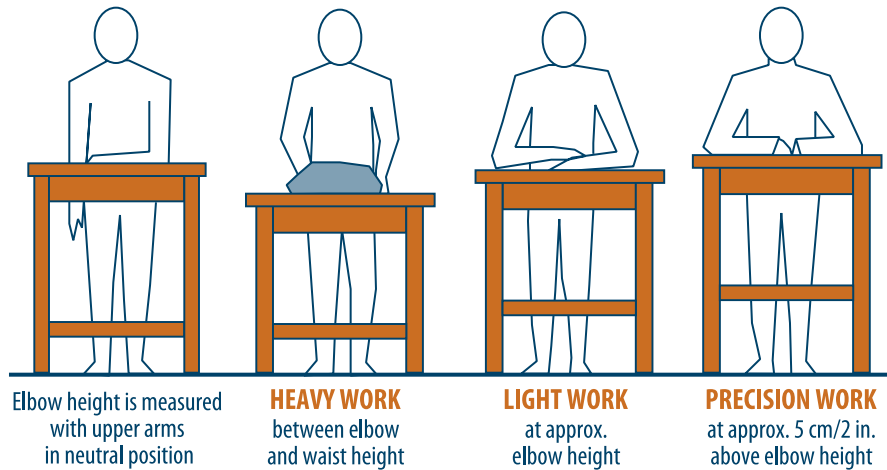 Elbow height is measured
with upper arms
in neutral position
HEAVY WORK
between elbow
and waist height
LIGHT WORK
at approx.
elbow height
PRECISION WORK
at approx. 5 cm/2 in.
above elbow height